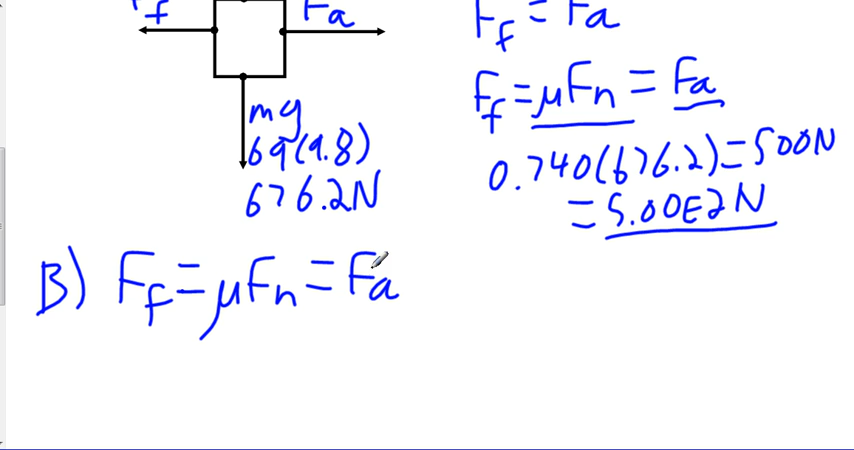 Ff
Fa
mg
69(9.8)
676.2N
Ff = Fa
Ff = μFn = Fa
0.740(676.2) = 500N
= 5.00E2N
B) Ff = μFn = Fa